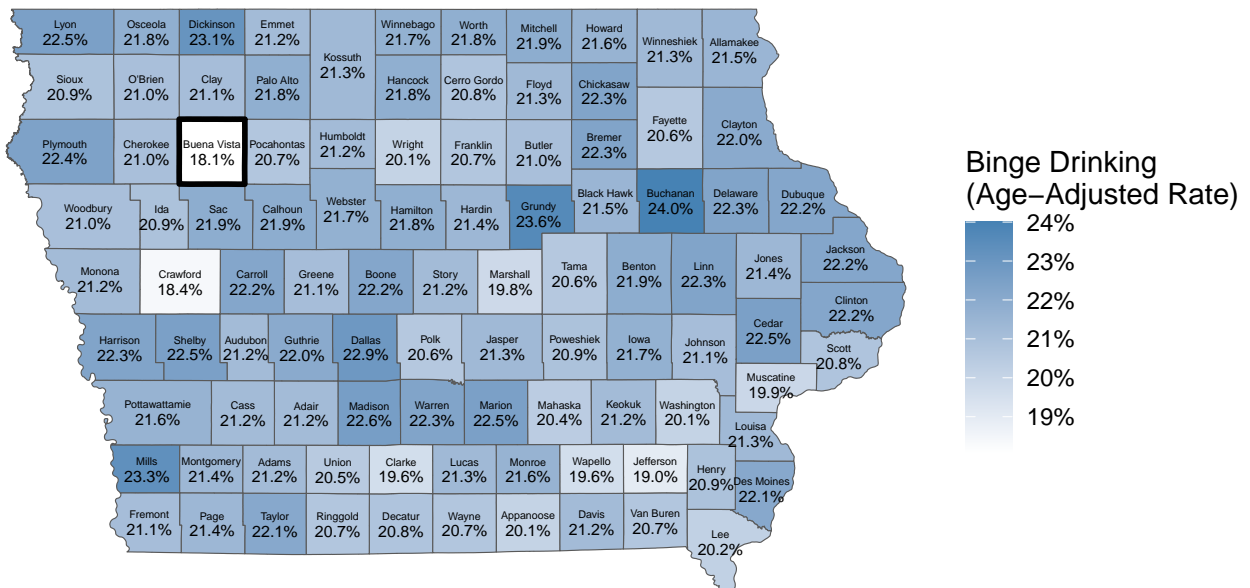 Lyon
22.5%
Osceola
21.8%
Dickinson
23.1%
Emmet
21.2%
Kossuth
21.3%
Winnebago
21.7%
Worth
21.8%
Mitchell
21.9%
Howard
21.6%
Winneshiek
21.3%
Allamakee
21.5%
Sioux
20.9%
O'Brien
21.0%
Clay
21.1%
Palo Alto
21.8%
Hancock
21.8%
Cerro Gordo
20.8%
Floyd
21.3%
Chickasaw
22.3%
Fayette
20.6%
Clayton
22.0%
Plymouth
22.4%
Cherokee
21.0%
Buena Vista
18.1%
Pocahontas
20.7%
Humboldt
21.2%
Wright
20.1%
Franklin
20.7%
Butler
21.0%
Bremer
22.3%
Woodbury
21.0%
Ida
20.9%
Sac
21.9%
Calhoun
21.9%
Webster
21.7%
Hamilton
21.8%
Hardin
21.4%
Grundy
23.6%
Black Hawk
21.5%
Buchanan
24.0%
Delaware
22.3%
Dubuque
22.2%
Monona
21.2%
Crawford
18.4%
Carroll
22.2%
Greene
21.1%
Boone
22.2%
Story
21.2%
Marshall
19.8%
Tama
20.6%
Benton
21.9%
Linn
22.3%
Jones
21.4%
Jackson
22.2%
Clinton
22.2%
Harrison
22.3%
Shelby
22.5%
Audubon
21.2%
Guthrie
22.0%
Dallas
22.9%
Polk
20.6%
Jasper
21.3%
Poweshiek
20.9%
Iowa
21.7%
Johnson
21.1%
Cedar
22.5%
Scott
20.8%
Muscatine
19.9%
Pottawattamie
21.6%
Cass
21.2%
Adair
21.2%
Madison
22.6%
Warren
22.3%
Marion
22.5%
Mahaska
20.4%
Keokuk
21.2%
Washington
20.1%
Louisa
21.3%
Mills
23.3%
Montgomery
21.4%
Adams
21.2%
Union
20.5%
Clarke
19.6%
Lucas
21.3%
Monroe
21.6%
Wapello
19.6%
Jefferson
19.0%
Henry
20.9%
Des Moines
22.1%
Fremont
21.1%
Page
21.4%
Taylor
22.1%
Ringgold
20.7%
Decatur
20.8%
Wayne
20.7%
Appanoose
20.1%
Davis
21.2%
Van Buren
20.7%
Lee
20.2%
Binge Drinking
(Age−Adjusted Rate)
24%
23%
22%
21%
20%
19%